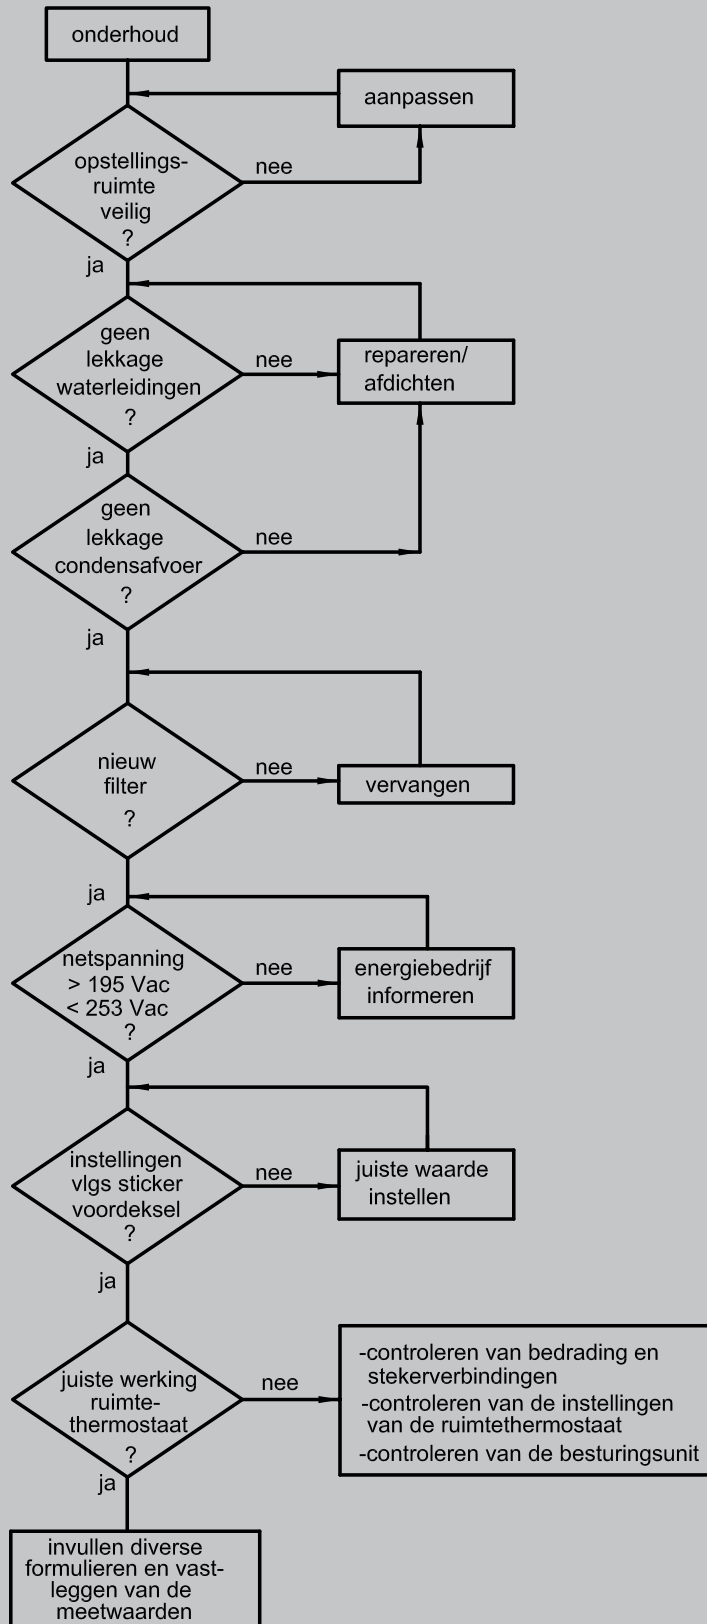 onderhoud
aanpassen
opstellings-
ruimte
veilig
?
nee
ja
geen
lekkage
waterleidingen
?
nee
repareren/
afdichten
ja
geen
lekkage
condensafvoer
?
nee
ja
nieuw
filter
?
nee
vervangen
ja
netspanning
> 195 Vac
< 253 Vac
?
nee
energiebedrijf
informeren
ja
instellingen
vlgs sticker
voordeksel
?
nee
juiste waarde
instellen
ja
juiste werking
ruimte-
thermostaat
?
nee
-controleren van bedrading en
stekerverbindingen
-controleren van de instellingen
van de ruimtethermostaat
-controleren van de besturingsunit
ja
invullen diverse
formulieren en vast-
leggen van de
meetwaarden